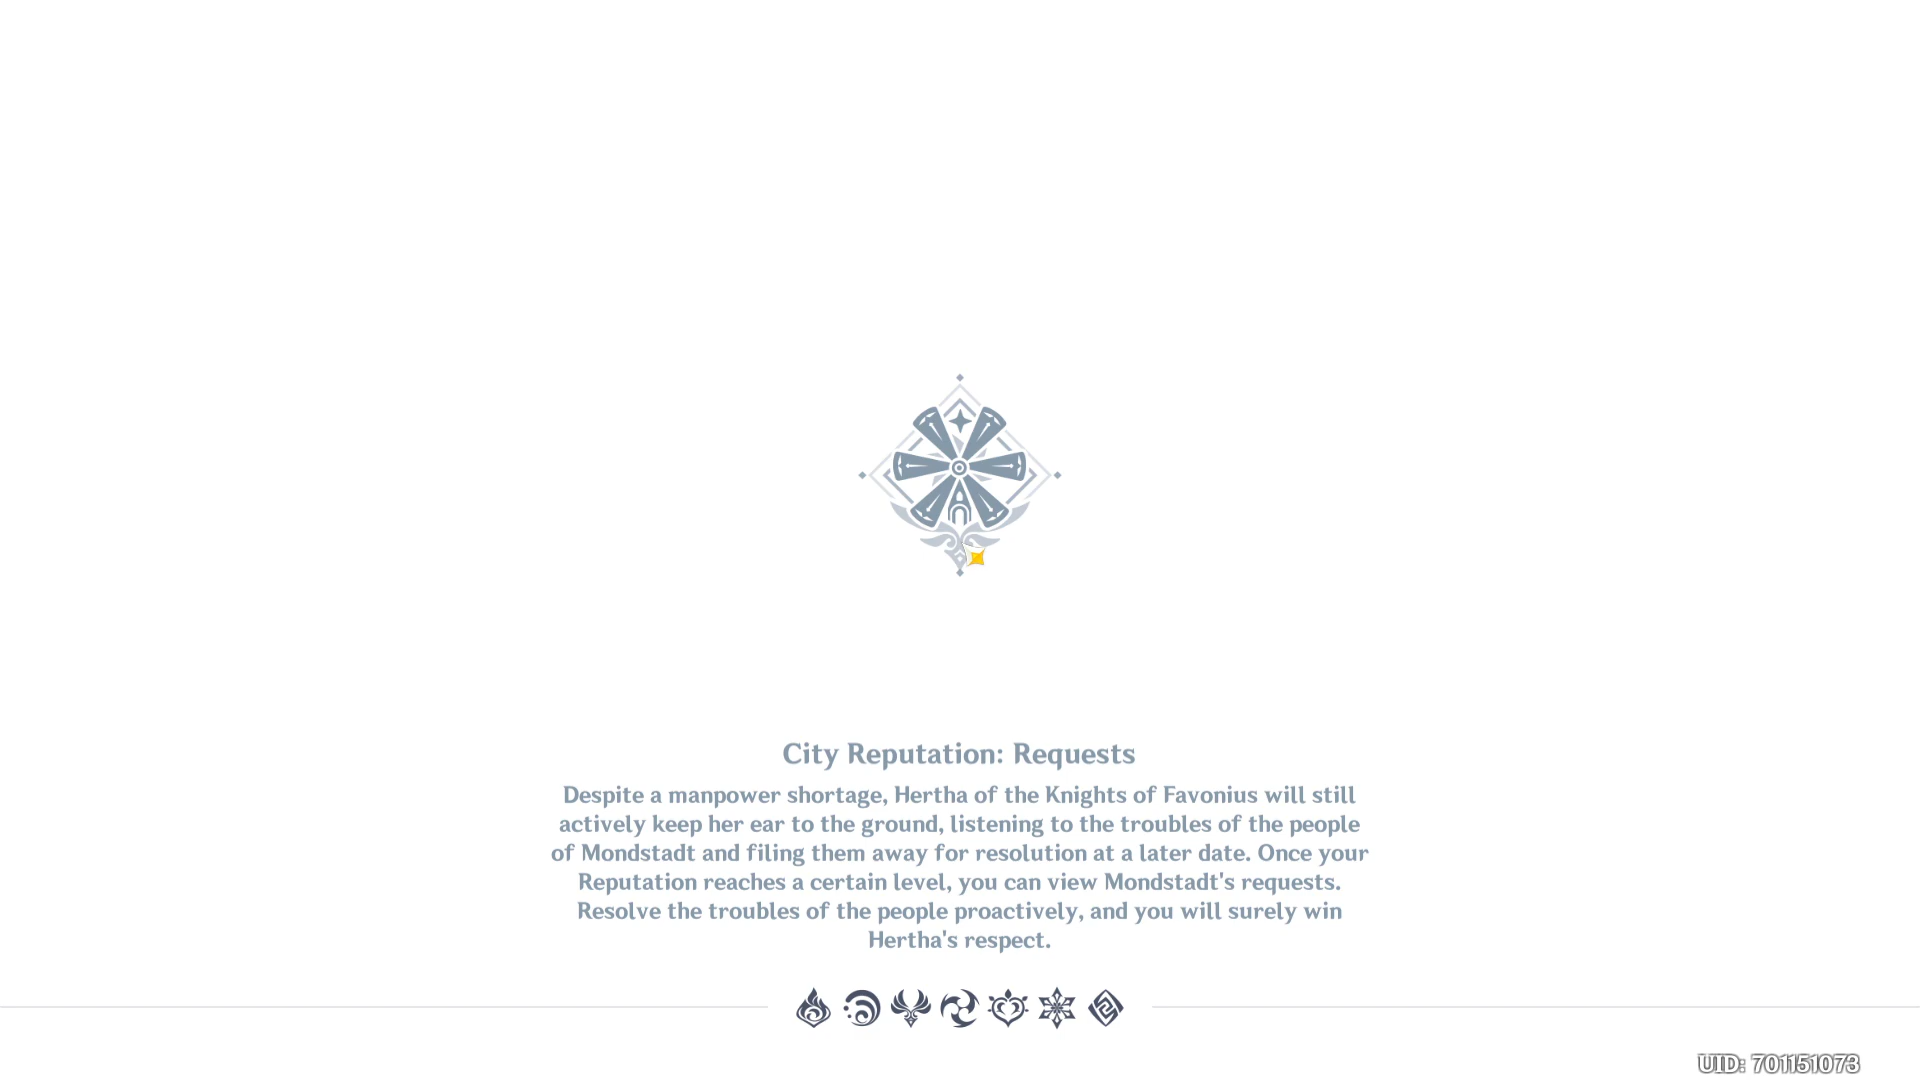 City Reputation: Requests
Despite a manpower shortage, Hertha of the Knights of Favonius will still
actively keep her ear to the ground, listening to the troubles of the people
of Mondstadt and filing them away for resolution at a later date. Once your
Reputation reaches a certain level, you can view Mondstadt's requests.
Resolve the troubles of the people proactively, and you will surely win
Hertha's respect.
UID: 701151073